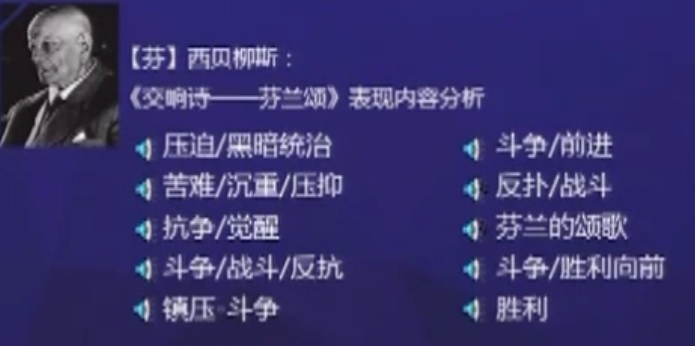 【芬】西贝柳斯：
《交响诗——芬兰颂》表现内容分析
压迫/黑暗统治
苦难/沉重/压抑
抗争/觉醒
斗争/战斗/反抗
镇压 斗争
斗争/前进
反扑/战斗
芬兰的颂歌
斗争/胜利向前
胜利